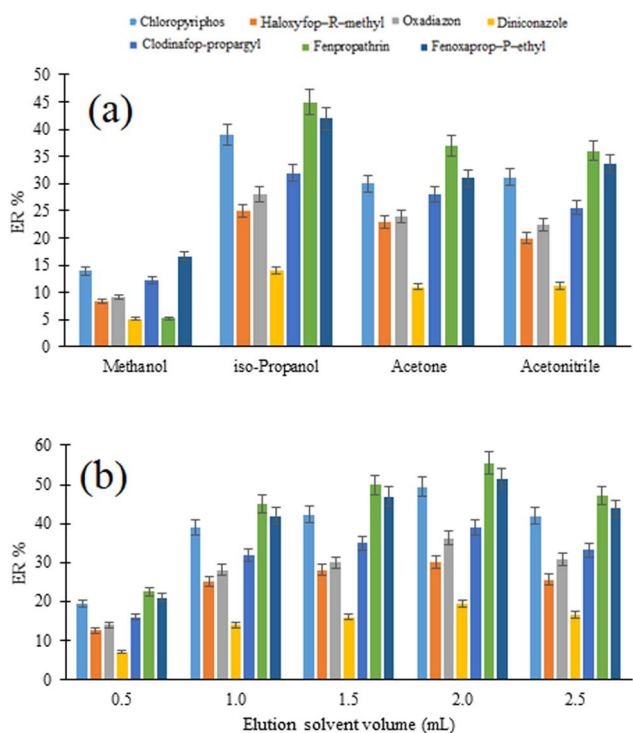 Chloropyriphos Haloxyfop-R-methyl Oxadiazon Diniconazole
Clodinafop-propargyl Fenpropathrin Fenoxaprop-P-ethyl
(a)
ER %
50
45
40
35
30
25
20
15
10
5
0
Methanol iso-Propanol Acetone Acetonitrile
(b)
ER %
60
50
40
30
20
10
0
0.5 1.0 1.5 2.0 2.5
Elution solvent volume (mL)